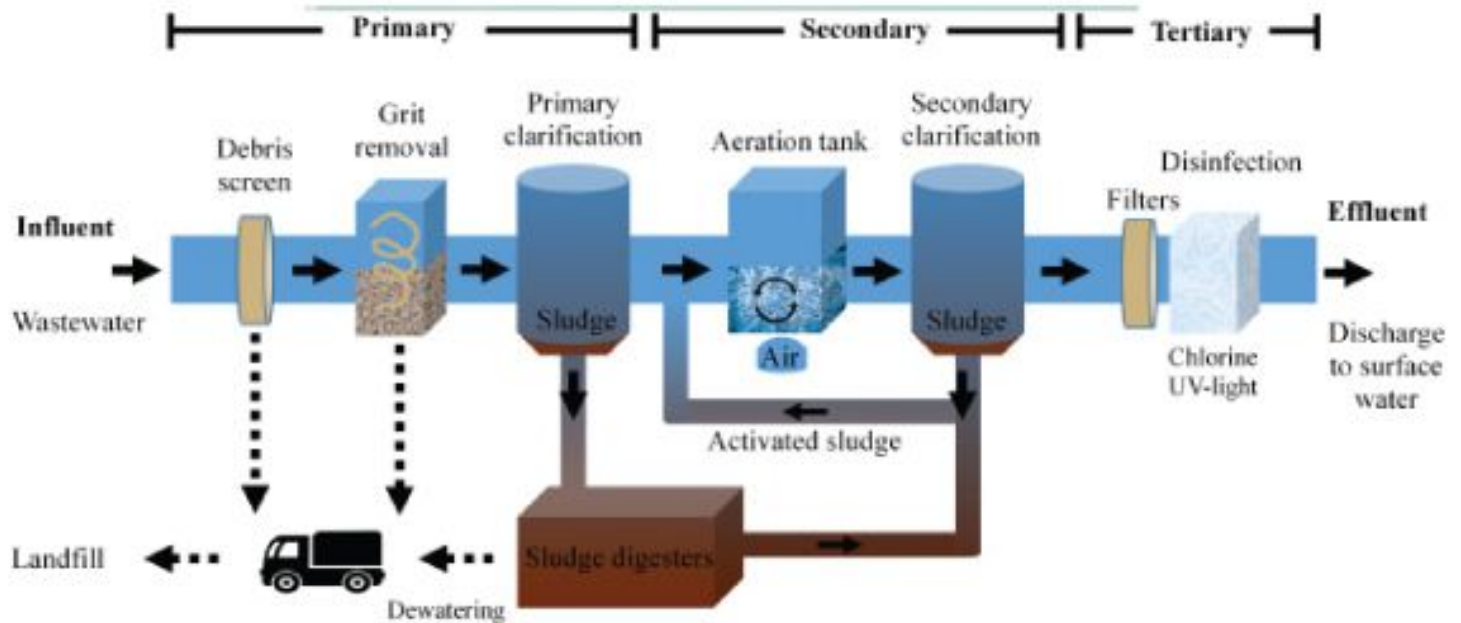 Primary
Secondary
Tertiary
Debris
screen
Grit
removal
Primary
clarification
Aeration tank
Secondary
clarification
Disinfection
Filters
Influent
Wastewater
Sludge
Air
Sludge
Chlorine
UV-light
Effluent
Discharge
to surface
water
Activated sludge
Landfill
Dewatering
Sludge digesters